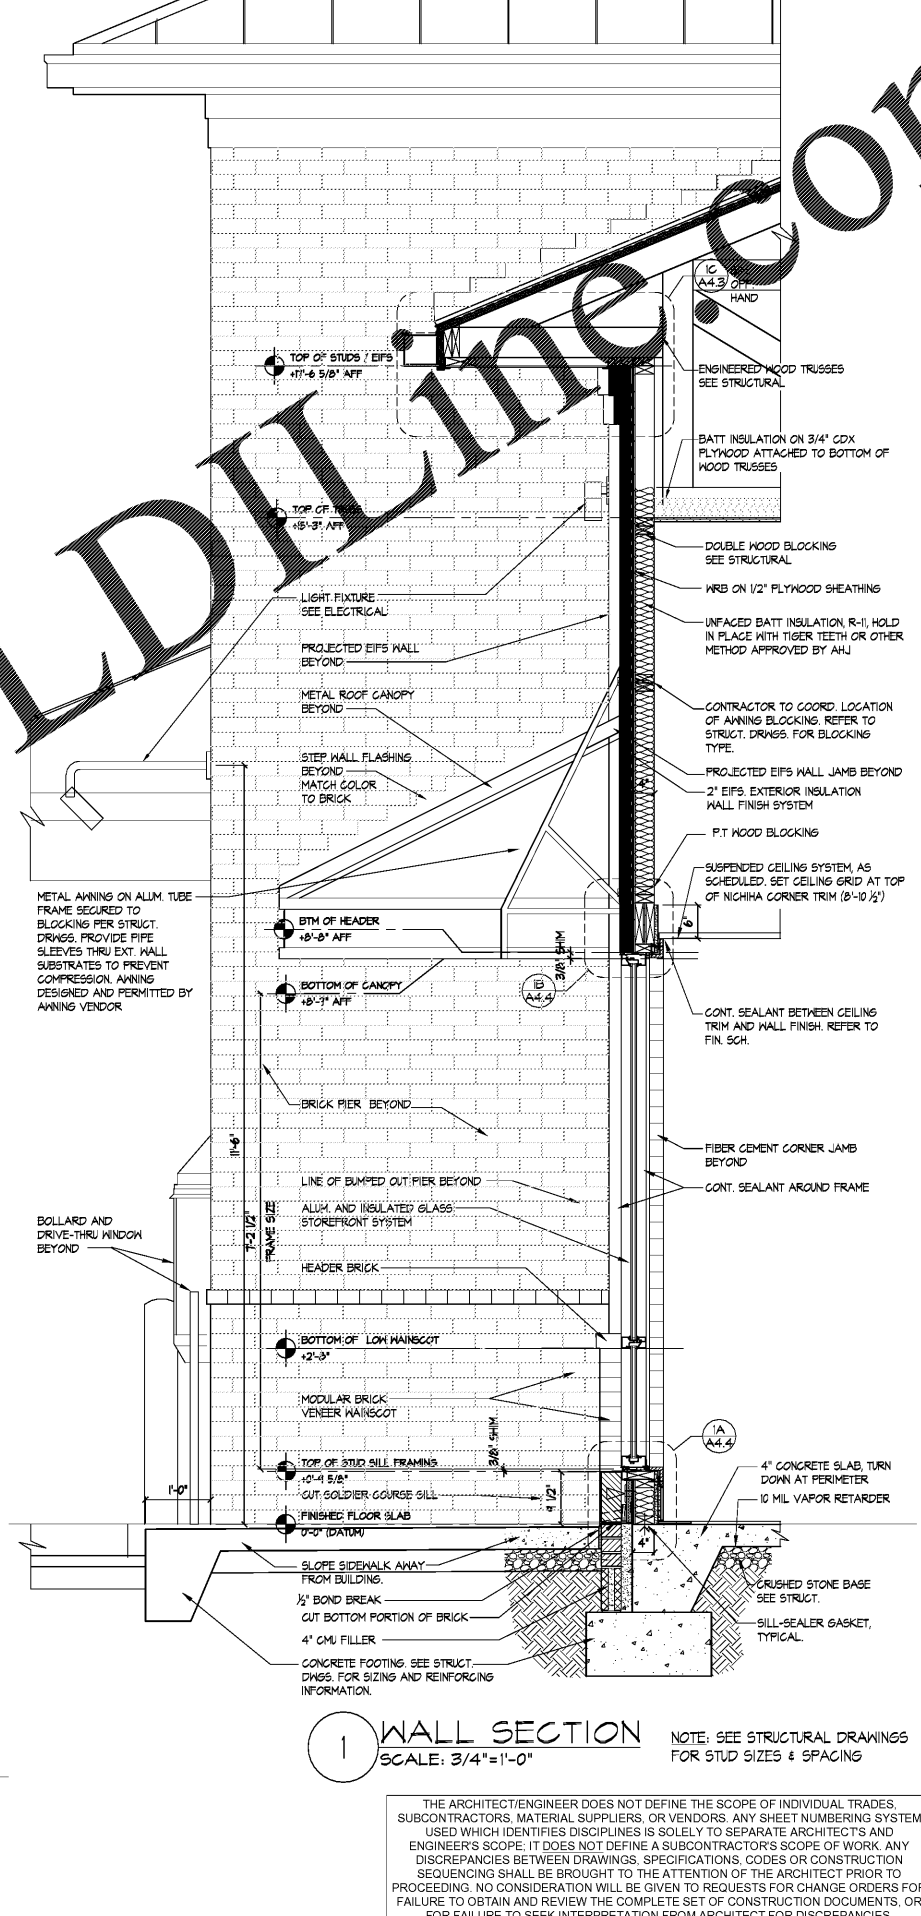 LDILine.co
1C
A4.3
OPP.
HAND
TOP OF STUDS / EIFS
+17'-6 5/8" AFF
ENGINEERED WOOD TRUSSES
SEE STRUCTURAL
BATT INSULATION ON 3/4" CDX
PLYWOOD ATTACHED TO BOTTOM OF
WOOD TRUSSES
TOP OF
+15'-3" AFF
DOUBLE WOOD BLOCKING
SEE STRUCTURAL
WRB ON 1/2" PLYWOOD SHEATHING
LIGHT FIXTURE
SEE ELECTRICAL
UNFACED BATT INSULATION, R-11, HOLD
IN PLACE WITH TIGER TEETH OR OTHER
METHOD APPROVED BY AHJ
PROJECTED EIFS WALL
BEYOND
METAL ROOF CANOPY
BEYOND
CONTRACTOR TO COORD. LOCATION
OF AWNING BLOCKING. REFER TO
STRUCT. DRWGS. FOR BLOCKING
TYPE.
STEP WALL FLASHING
BEYOND
MATCH COLOR
TO BRICK
PROJECTED EIFS WALL JAMB BEYOND
4"
2" EIFS. EXTERIOR INSULATION
WALL FINISH SYSTEM
P.T WOOD BLOCKING
SUSPENDED CEILING SYSTEM, AS
SCHEDULED. SET CEILING GRID AT TOP
OF NICHIHA CORNER TRIM (8'-10 1/2")
METAL AWNING ON ALUM. TUBE
FRAME SECURED TO
BLOCKING PER STRUCT.
DRWGS. PROVIDE PIPE
SLEEVES THRU EXT. WALL
SUBSTRATES TO PREVENT
COMPRESSION. AWNING
DESIGNED AND PERMITTED BY
AWNING VENDOR
6"
BTM OF HEADER
+8'-8" AFF
3/8" SHIM
1B
A4.4
BOTTOM OF CANOPY
+8'-7" AFF
CONT. SEALANT BETWEEN CEILING
TRIM AND WALL FINISH. REFER TO
FIN. SCH.
BRICK PIER BEYOND
11'-6"
FIBER CEMENT CORNER JAMB
BEYOND
LINE OF BUMPED OUT PIER BEYOND
CONT. SEALANT AROUND FRAME
ALUM. AND INSULATED GLASS
STOREFRONT SYSTEM
7'-2 1/2"
FRAME SIZE
BOLLARD AND
DRIVE-THRU WINDOW
BEYOND
HEADER BRICK
BOTTOM OF LOW WAINSCOT
+2'-3"
MODULAR BRICK
VENEER WAINSCOT
3/8" SHIM
1A
A4.4
TOP OF STUD SILL FRAMING
+0'-9 5/8"
4" CONCRETE SLAB, TURN
DOWN AT PERIMETER
1'-0"
CUT SOLDIER COURSE SILL
9 1/2"
10 MIL VAPOR RETARDER
FINISHED FLOOR SLAB
0'-0" (DATUM)
4"
SLOPE SIDEWALK AWAY
FROM BUILDING.
CRUSHED STONE BASE
SEE STRUCT.
1/2" BOND BREAK
CUT BOTTOM PORTION OF BRICK
SILL-SEALER GASKET,
TYPICAL.
4" CMU FILLER
CONCRETE FOOTING. SEE STRUCT.
DWGS. FOR SIZING AND REINFORCING
INFORMATION.
1
WALL SECTION
SCALE: 3/4"=1'-0"
NOTE: SEE STRUCTURAL DRAWINGS
FOR STUD SIZES & SPACING
THE ARCHITECT/ENGINEER DOES NOT DEFINE THE SCOPE OF INDIVIDUAL TRADES,
SUBCONTRACTORS, MATERIAL SUPPLIERS, OR VENDORS. ANY SHEET NUMBERING SYSTEM
USED WHICH IDENTIFIES DISCIPLINES IS SOLELY TO SEPARATE ARCHITECT'S AND
ENGINEER'S SCOPE; IT DOES NOT DEFINE A SUBCONTRACTOR'S SCOPE OF WORK. ANY
DISCREPANCIES BETWEEN DRAWINGS, SPECIFICATIONS, CODES OR CONSTRUCTION
SEQUENCING SHALL BE BROUGHT TO THE ATTENTION OF THE ARCHITECT PRIOR TO
PROCEEDING. NO CONSIDERATION WILL BE GIVEN TO REQUESTS FOR CHANGE ORDERS FOR
FAILURE TO OBTAIN AND REVIEW THE COMPLETE SET OF CONSTRUCTION DOCUMENTS, OR
FOR FAILURE TO SEEK INTERPRETATION FROM ARCHITECT FOR DISCREPANCIES